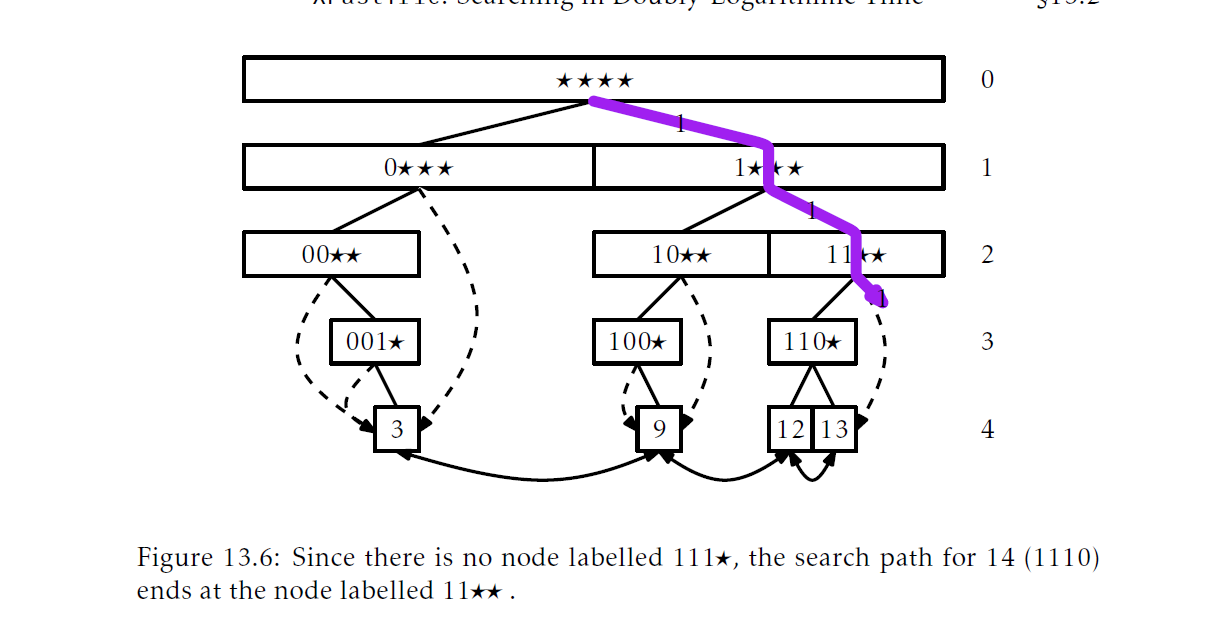 XFastTrie: Searching in Doubly-Logarithmic Time §13.2
★★★★ 0
1
0★★★ 1★★★ 1
1
00★★ 10★★ 11★★ 2
1
001★ 100★ 110★ 3
3 9 12 13 4
Figure 13.6: Since there is no node labelled 111★, the search path for 14 (1110)
ends at the node labelled 11★★ .